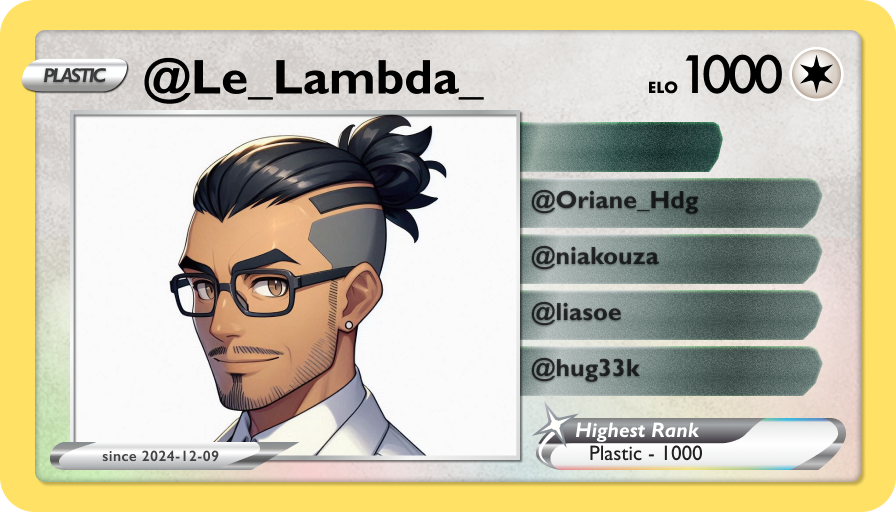 PLASTIC
@Le_Lambda_
ELO 1000
@Oriane_Hdg
@niakouza
@liasoe
@hug33k
Highest Rank
Plastic - 1000
since 2024-12-09